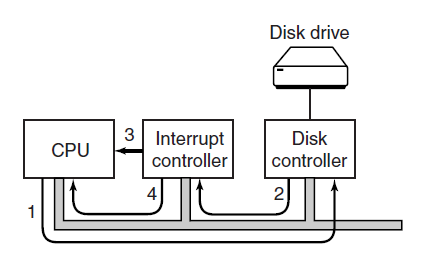 Disk drive
CPU
3
Interrupt
controller
Disk
controller
1
4
2